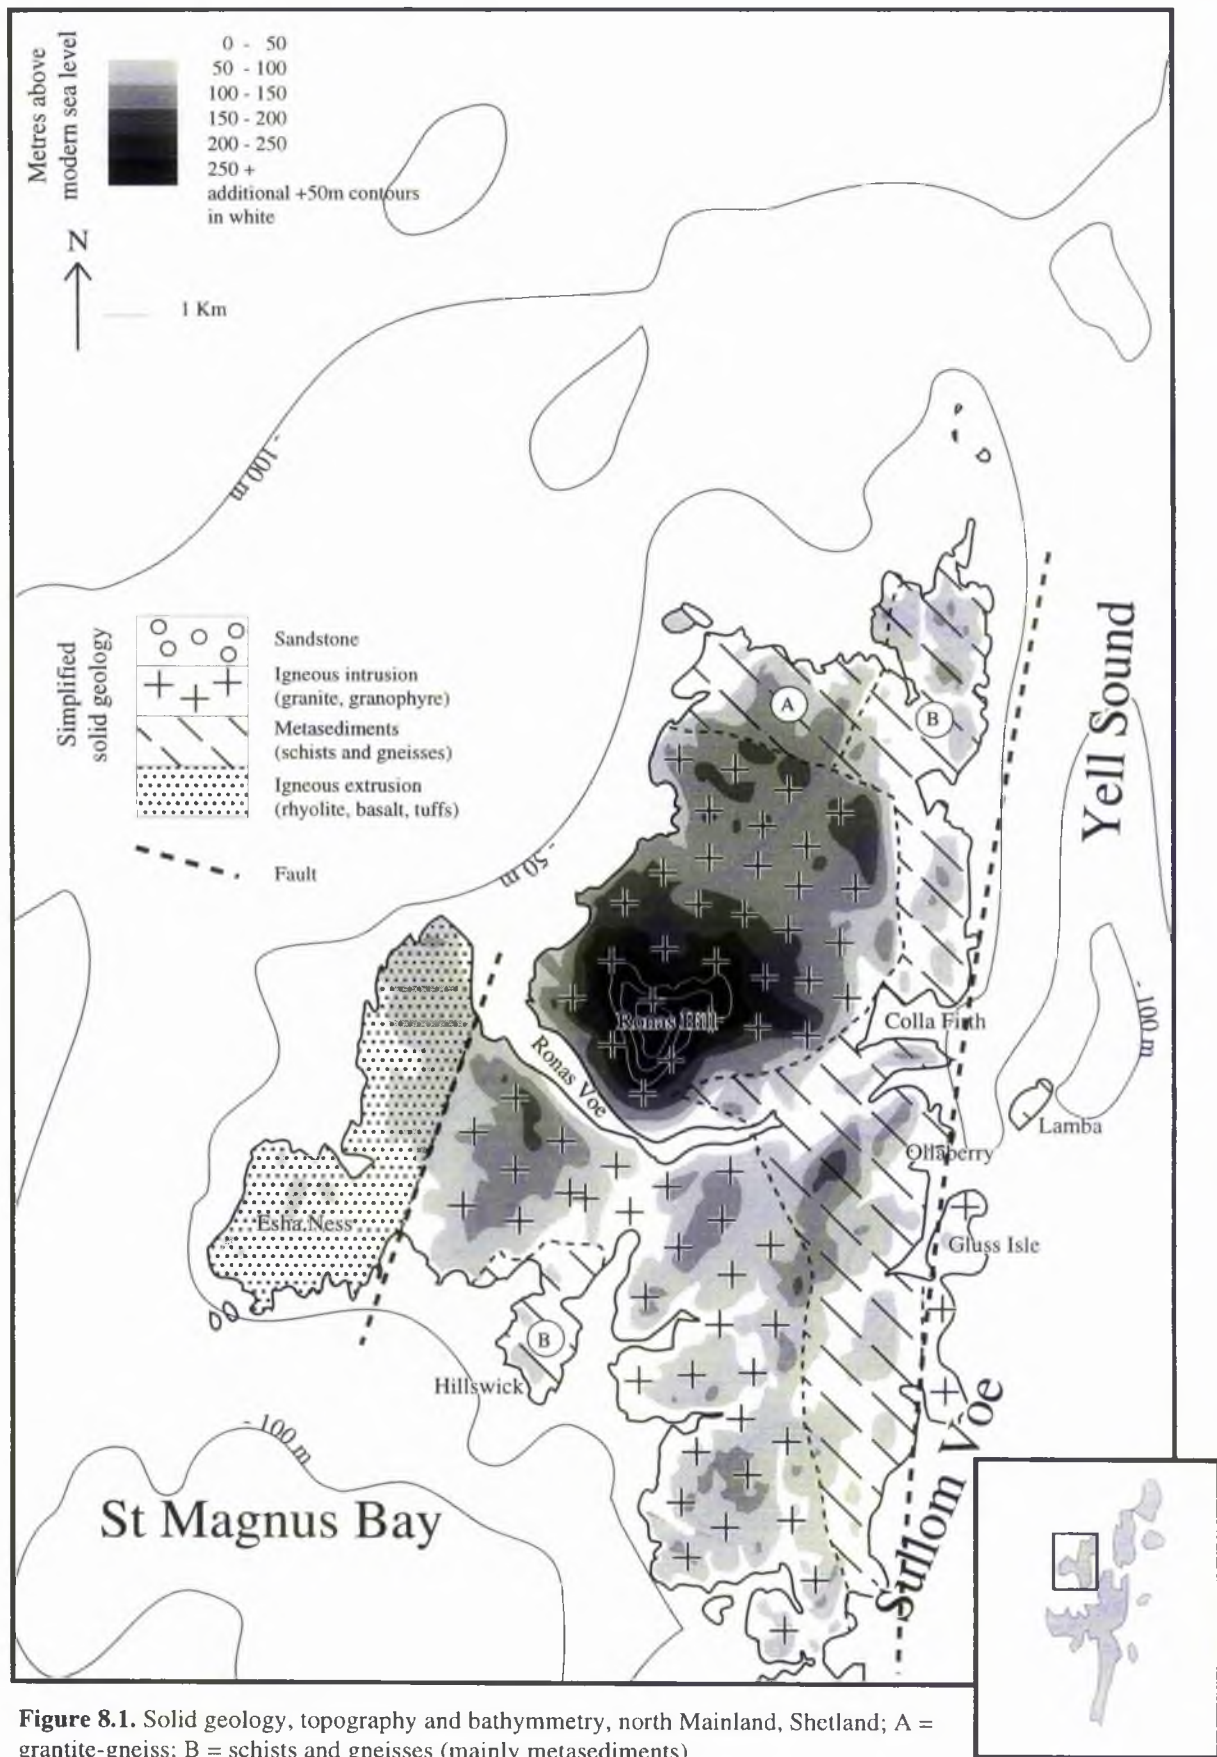 Metres above
modern sea level
0 - 50
50 - 100
100 - 150
150 - 200
200 - 250
250 +
additional +50m contours
in white
N
1 Km
- 100 m
Simplified
solid geology
Sandstone
Igneous intrusion
(granite, granophyre)
Metasediments
(schists and gneisses)
Igneous extrusion
(rhyolite, basalt, tuffs)
Fault
- 50 m
A
B
Yell Sound
Ronas Hill
Colla Firth
- 100 m
Ronas Voe
Lamba
Ollaberry
Esha Ness
Gluss Isle
B
Hillswick
- 100 m
St Magnus Bay
Sullom Voe
Figure 8.1. Solid geology, topography and bathymmetry, north Mainland, Shetland; A =
grantite-gneiss; B = schists and gneisses (mainly metasediments)